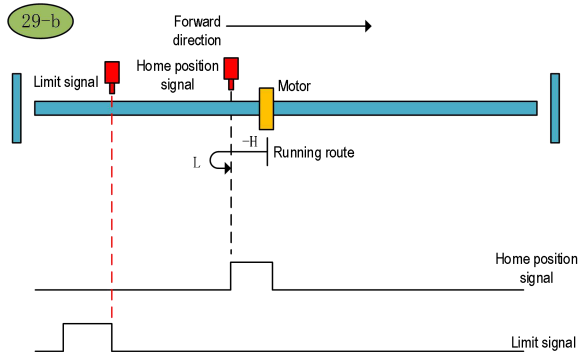 29-b
Forward
direction
Limit signal
Home position
signal
Motor
-H
L
Running route
Home position
signal
Limit signal